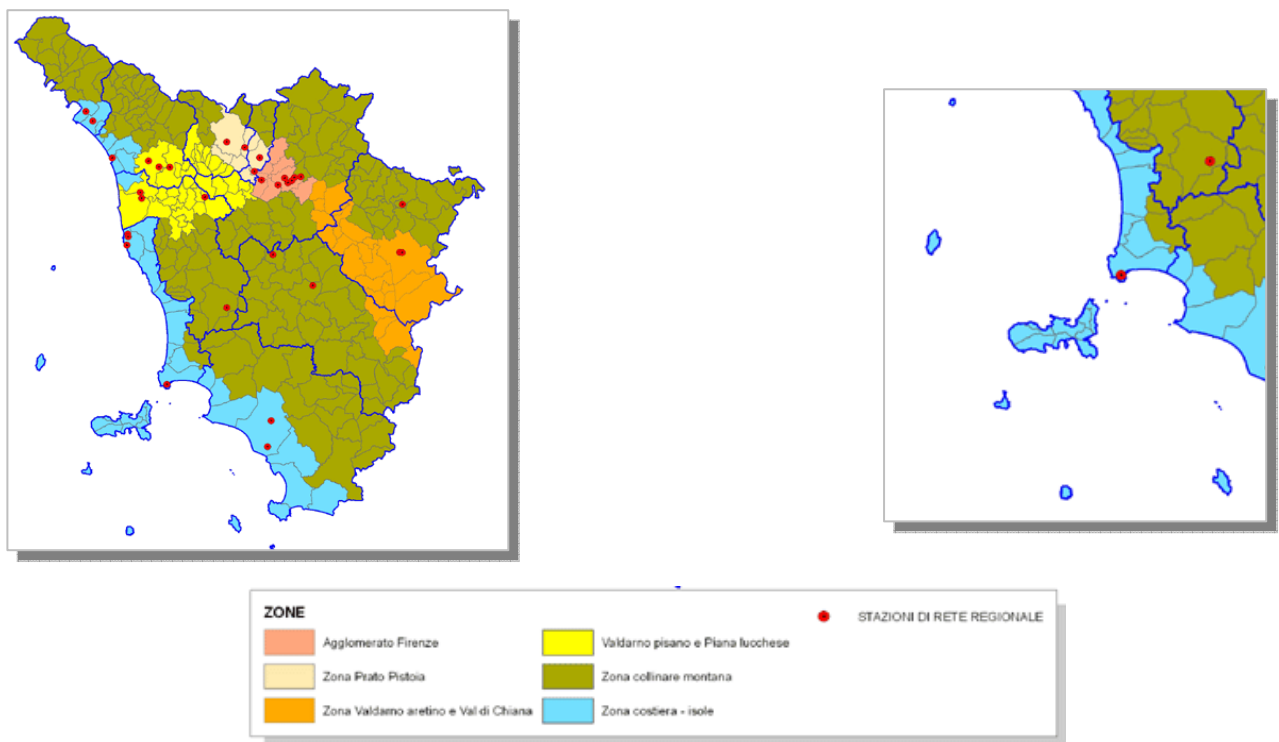 ZONE
STAZIONI DI RETE REGIONALE
Agglomerato Firenze
Valdarno pisano e Piana lucchese
Zona Prato Pistoia
Zona collinare montana
Zona Valdarno aretino e Val di Chiana
Zona costiera - isole